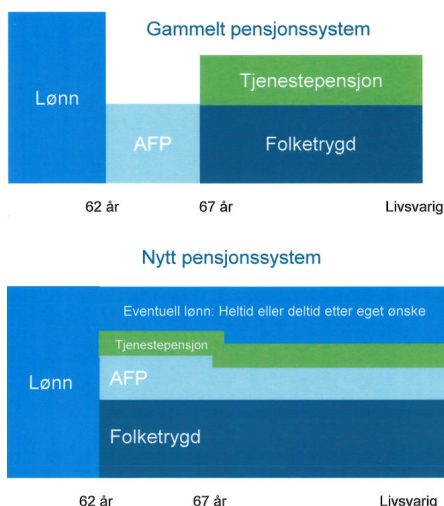 Gammelt pensjonssystem
Lønn
Tjenestepensjon
AFP
Folketrygd
62 år
67 år
Livsvarig
Nytt pensjonssystem
Eventuell lønn: Heltid eller deltid etter eget ønske
Tjenestepensjon
Lønn
AFP
Folketrygd
62 år
67 år
Livsvarig